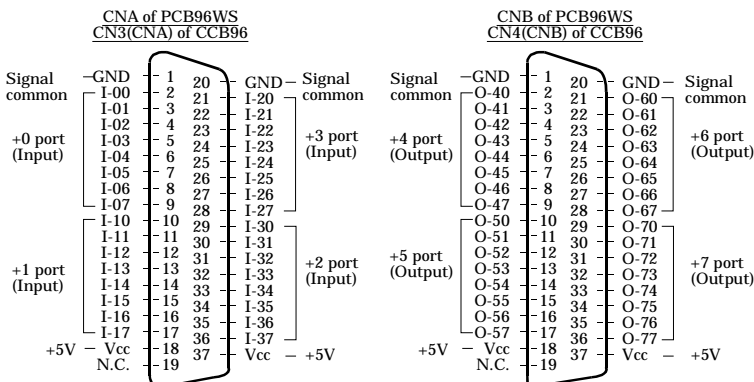 CNA of PCB96WS
CN3(CNA) of CCB96
Signal
common
+0 port
(Input)
+1 port
(Input)
+5V
GND 1
I-00 2
I-01 3
I-02 4
I-03 5
I-04 6
I-05 7
I-06 8
I-07 9
I-10 10
I-11 11
I-12 12
I-13 13
I-14 14
I-15 15
I-16 16
I-17 17
Vcc 18
N.C. 19
20 GND
21 I-20
22 I-21
23 I-22
24 I-23
25 I-24
26 I-25
27 I-26
28 I-27
29 I-30
30 I-31
31 I-32
32 I-33
33 I-34
34 I-35
35 I-36
36 I-37
37 Vcc
Signal
common
+3 port
(Input)
+2 port
(Input)
+5V
CNB of PCB96WS
CN4(CNB) of CCB96
Signal
common
+4 port
(Output)
+5 port
(Output)
+5V
GND 1
O-40 2
O-41 3
O-42 4
O-43 5
O-44 6
O-45 7
O-46 8
O-47 9
O-50 10
O-51 11
O-52 12
O-53 13
O-54 14
O-55 15
O-56 16
O-57 17
Vcc 18
N.C. 19
20 GND
21 O-60
22 O-61
23 O-62
24 O-63
25 O-64
26 O-65
27 O-66
28 O-67
29 O-70
30 O-71
31 O-72
32 O-73
33 O-74
34 O-75
35 O-76
36 O-77
37 Vcc
Signal
common
+6 port
(Output)
+7 port
(Output)
+5V